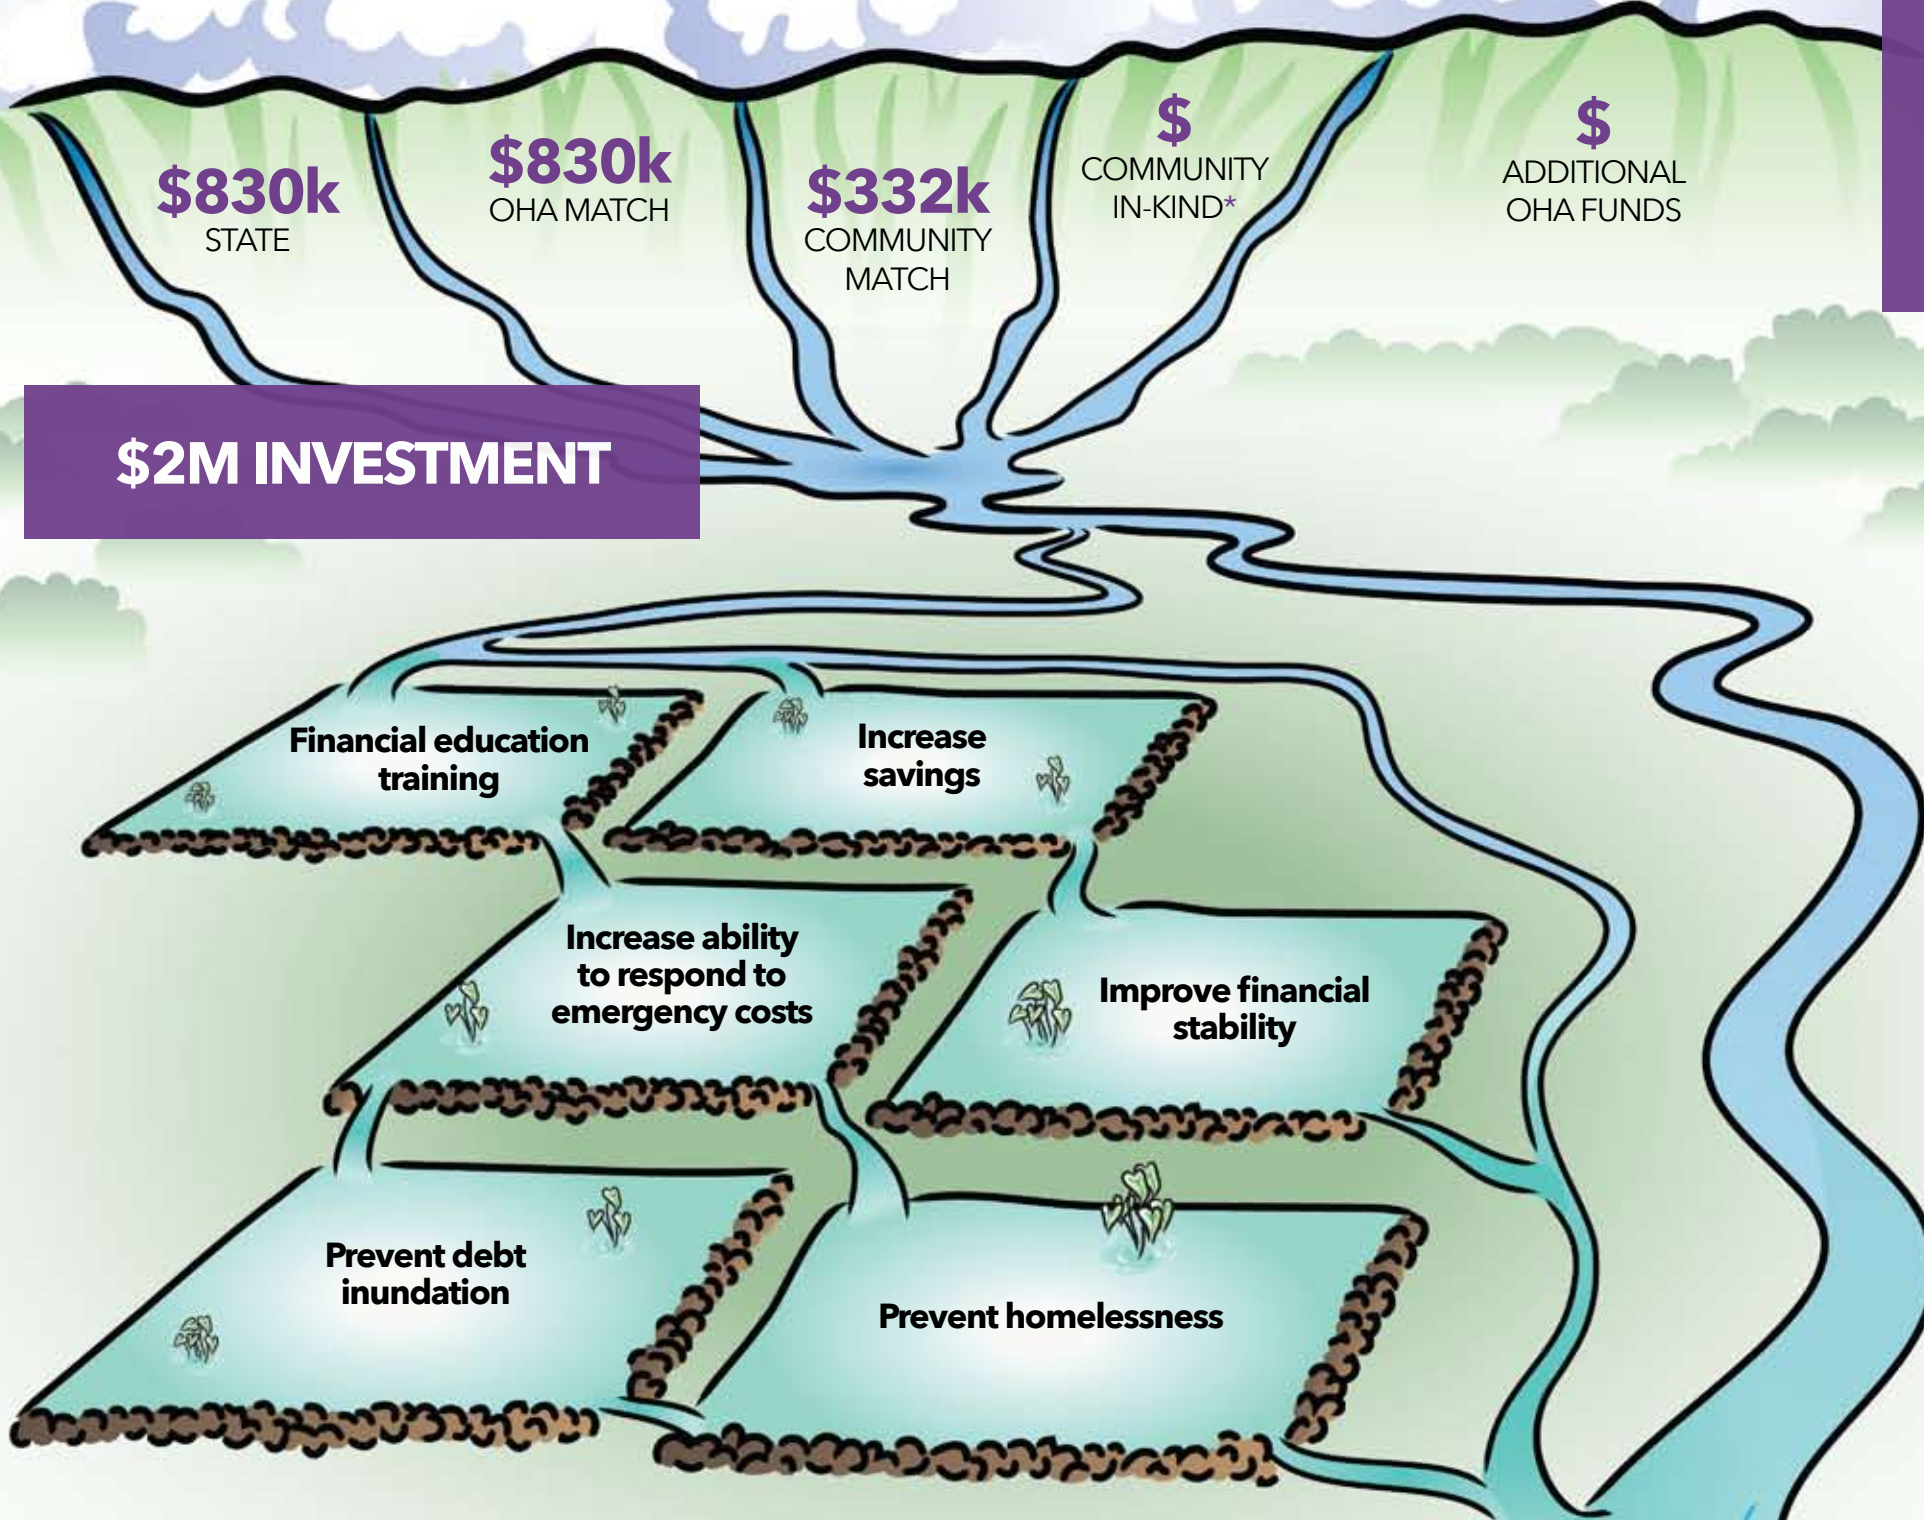 $830k
STATE
$830k
OHA MATCH
$332k
COMMUNITY
MATCH
$
COMMUNITY
IN-KIND*
$
ADDITIONAL
OHA FUNDS
$2M INVESTMENT
Financial education
training
Increase
savings
Increase ability
to respond to
emergency costs
Improve financial
stability
Prevent debt
inundation
Prevent homelessness